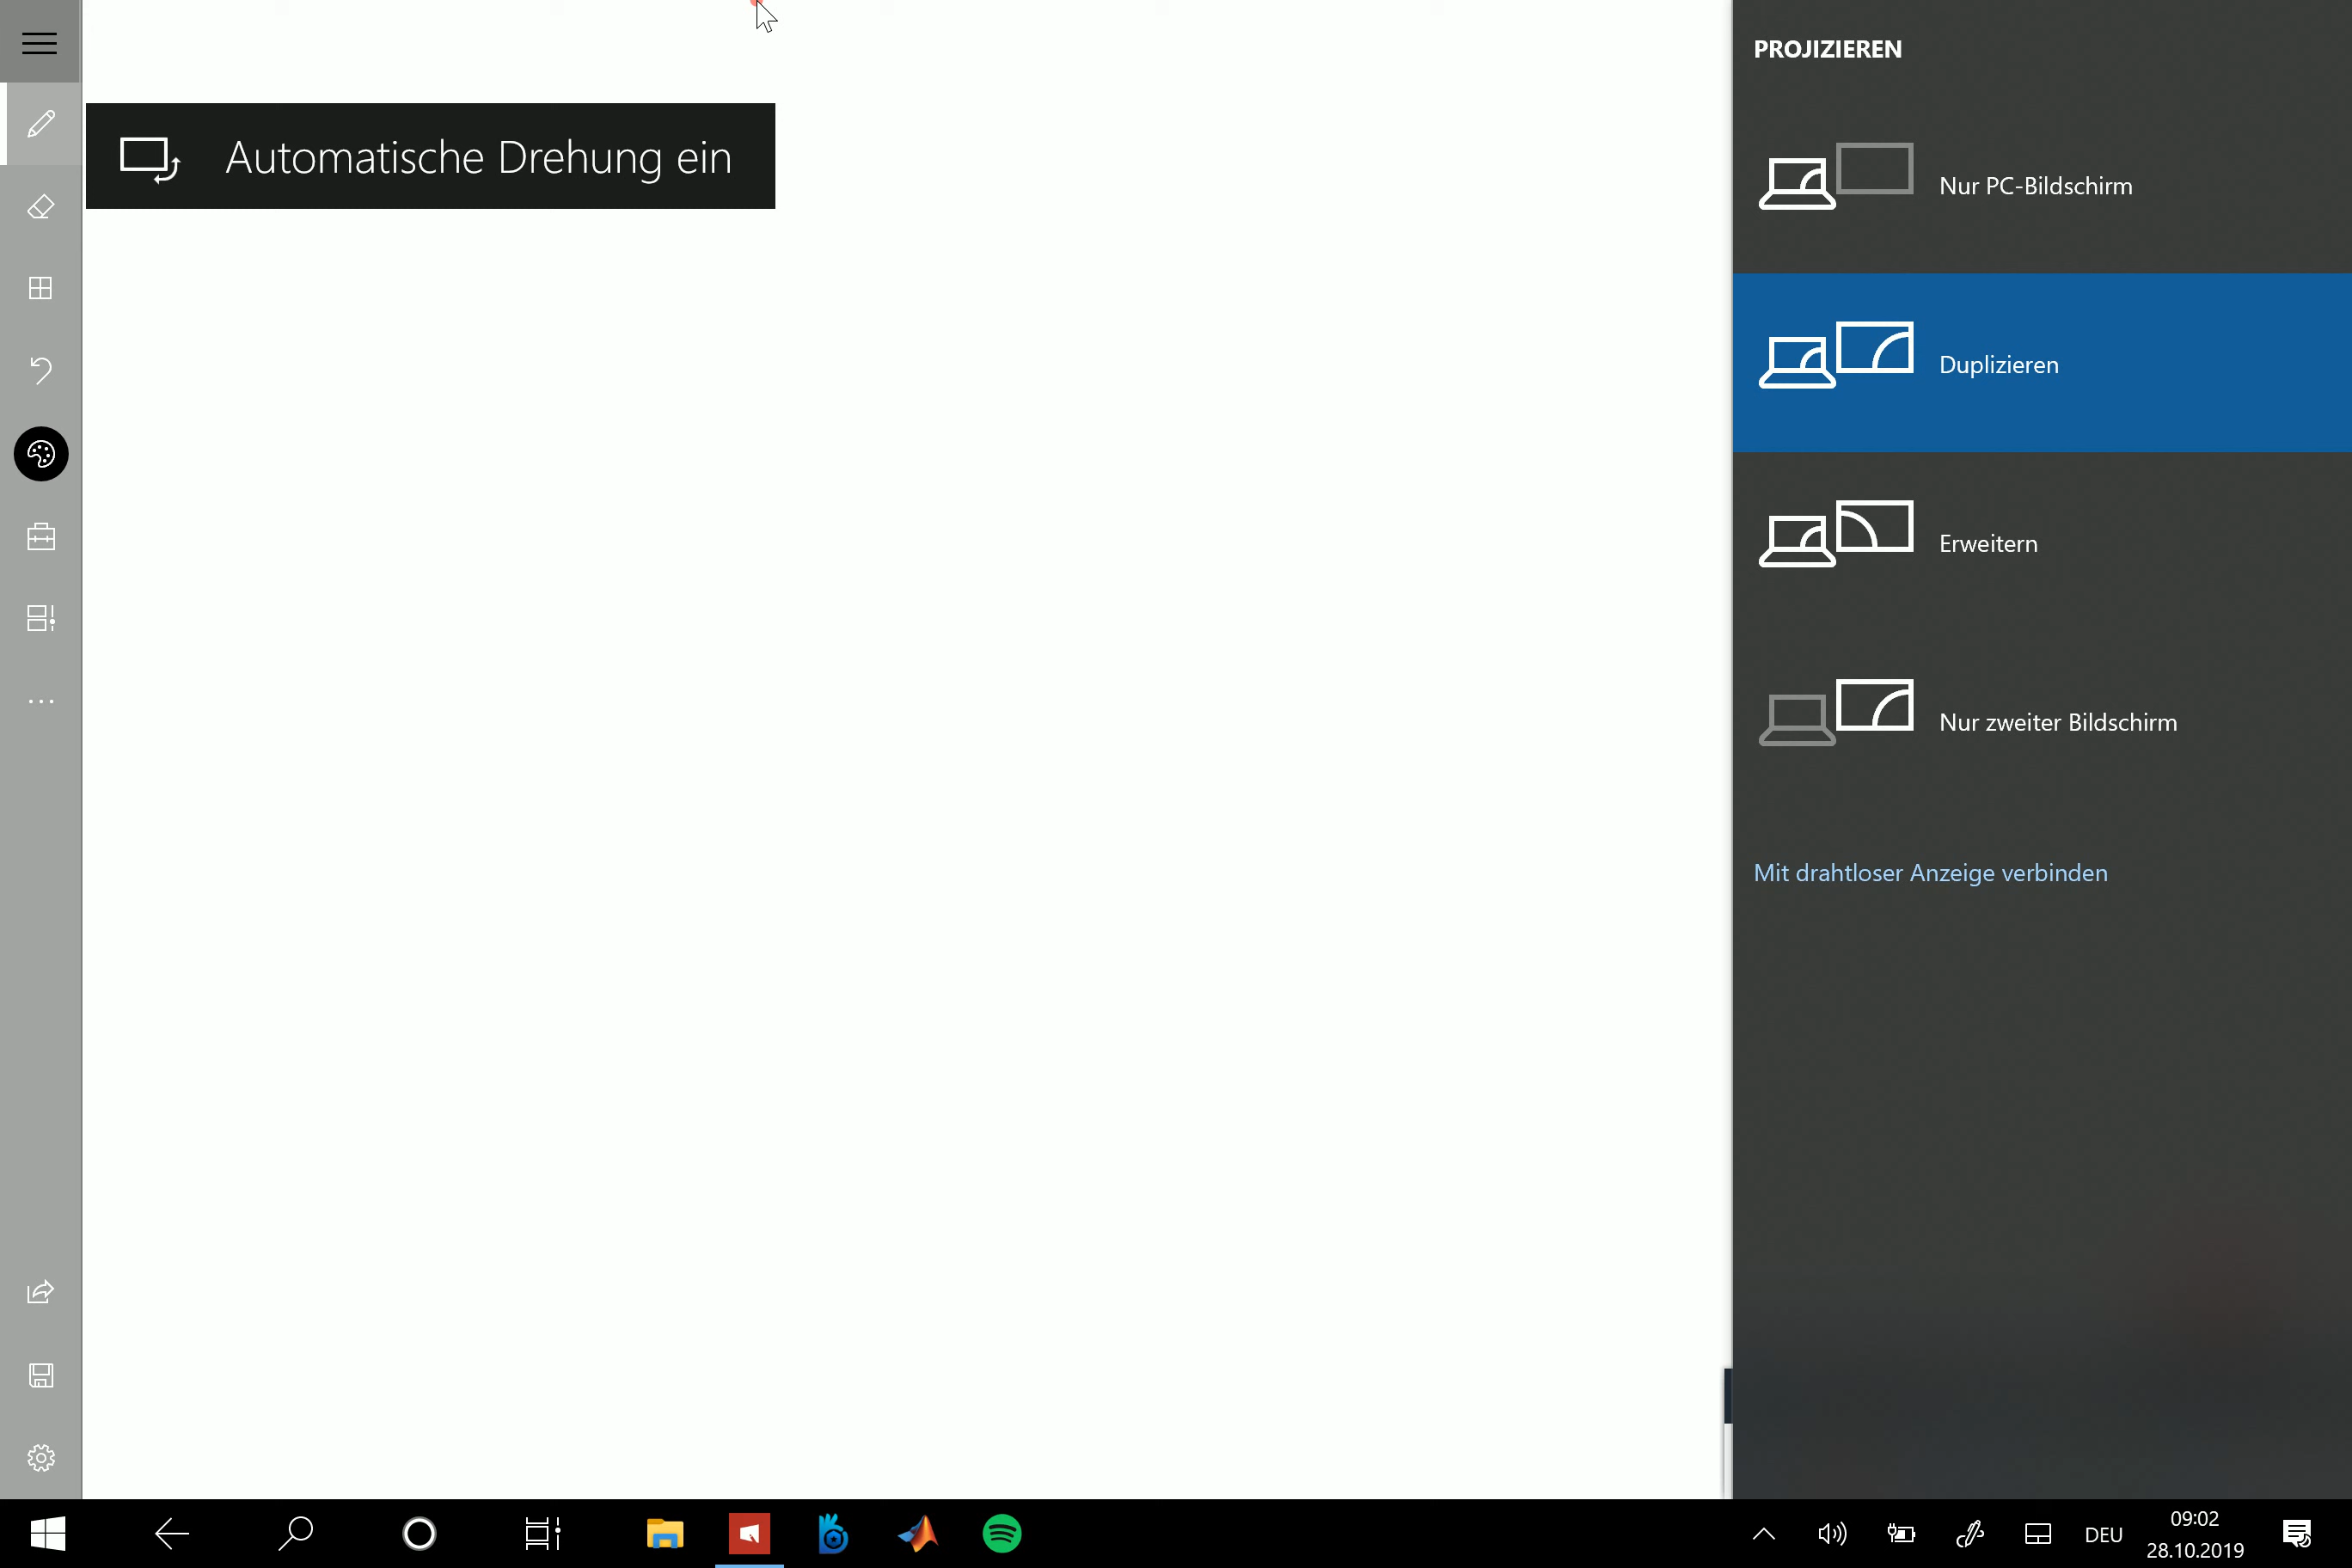 PROJIZIEREN
Automatische Drehung ein
Nur PC-Bildschirm
Duplizieren
Erweitern
Nur zweiter Bildschirm
Mit drahtloser Anzeige verbinden
DEU
09:02
28.10.2019